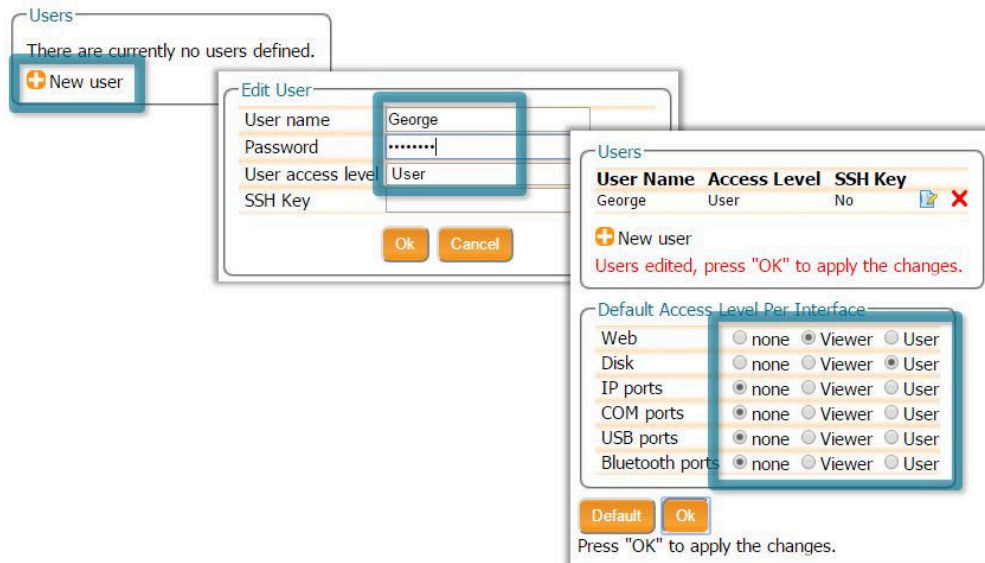 Users
There are currently no users defined.
New user
Edit User
User name George
Password ••••••••
User access level User
SSH Key
Ok Cancel
Users
User Name Access Level SSH Key
George User No
New user
Users edited, press "OK" to apply the changes.
Default Access Level Per Interface
Web none Viewer User
Disk none Viewer User
IP ports none Viewer User
COM ports none Viewer User
USB ports none Viewer User
Bluetooth ports none Viewer User
Default Ok
Press "OK" to apply the changes.